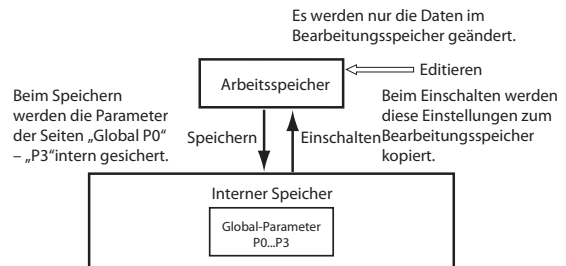 Es werden nur die Daten im
Bearbeitungsspeicher geändert.
Arbeitsspeicher
Editieren
Beim Speichern
werden die Parameter
der Seiten „Global P0“
– „P3“intern gesichert.
Speichern
Einschalten
Beim Einschalten werden
diese Einstellungen zum
Bearbeitungsspeicher
kopiert.
Interner Speicher
Global-Parameter
P0...P3